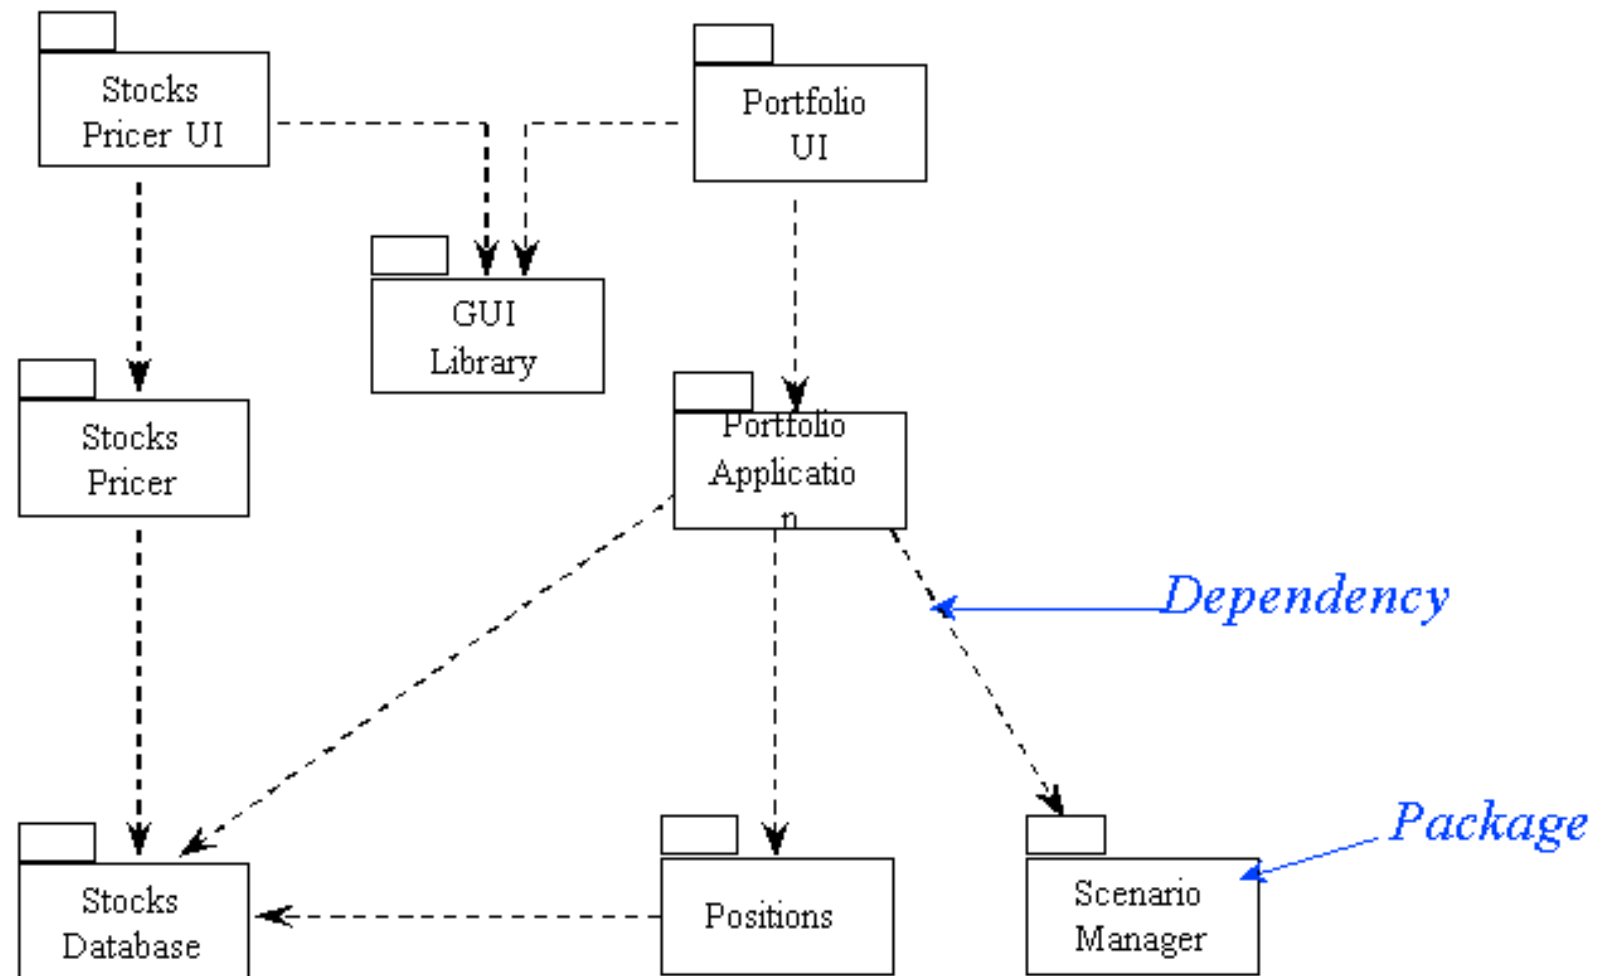 Stocks
Pricer UI
Portfolio
UI
GUI
Library
Stocks
Pricer
Portfolio
Applicatio
n
Dependency
Package
Stocks
Database
Positions
Scenario
Manager